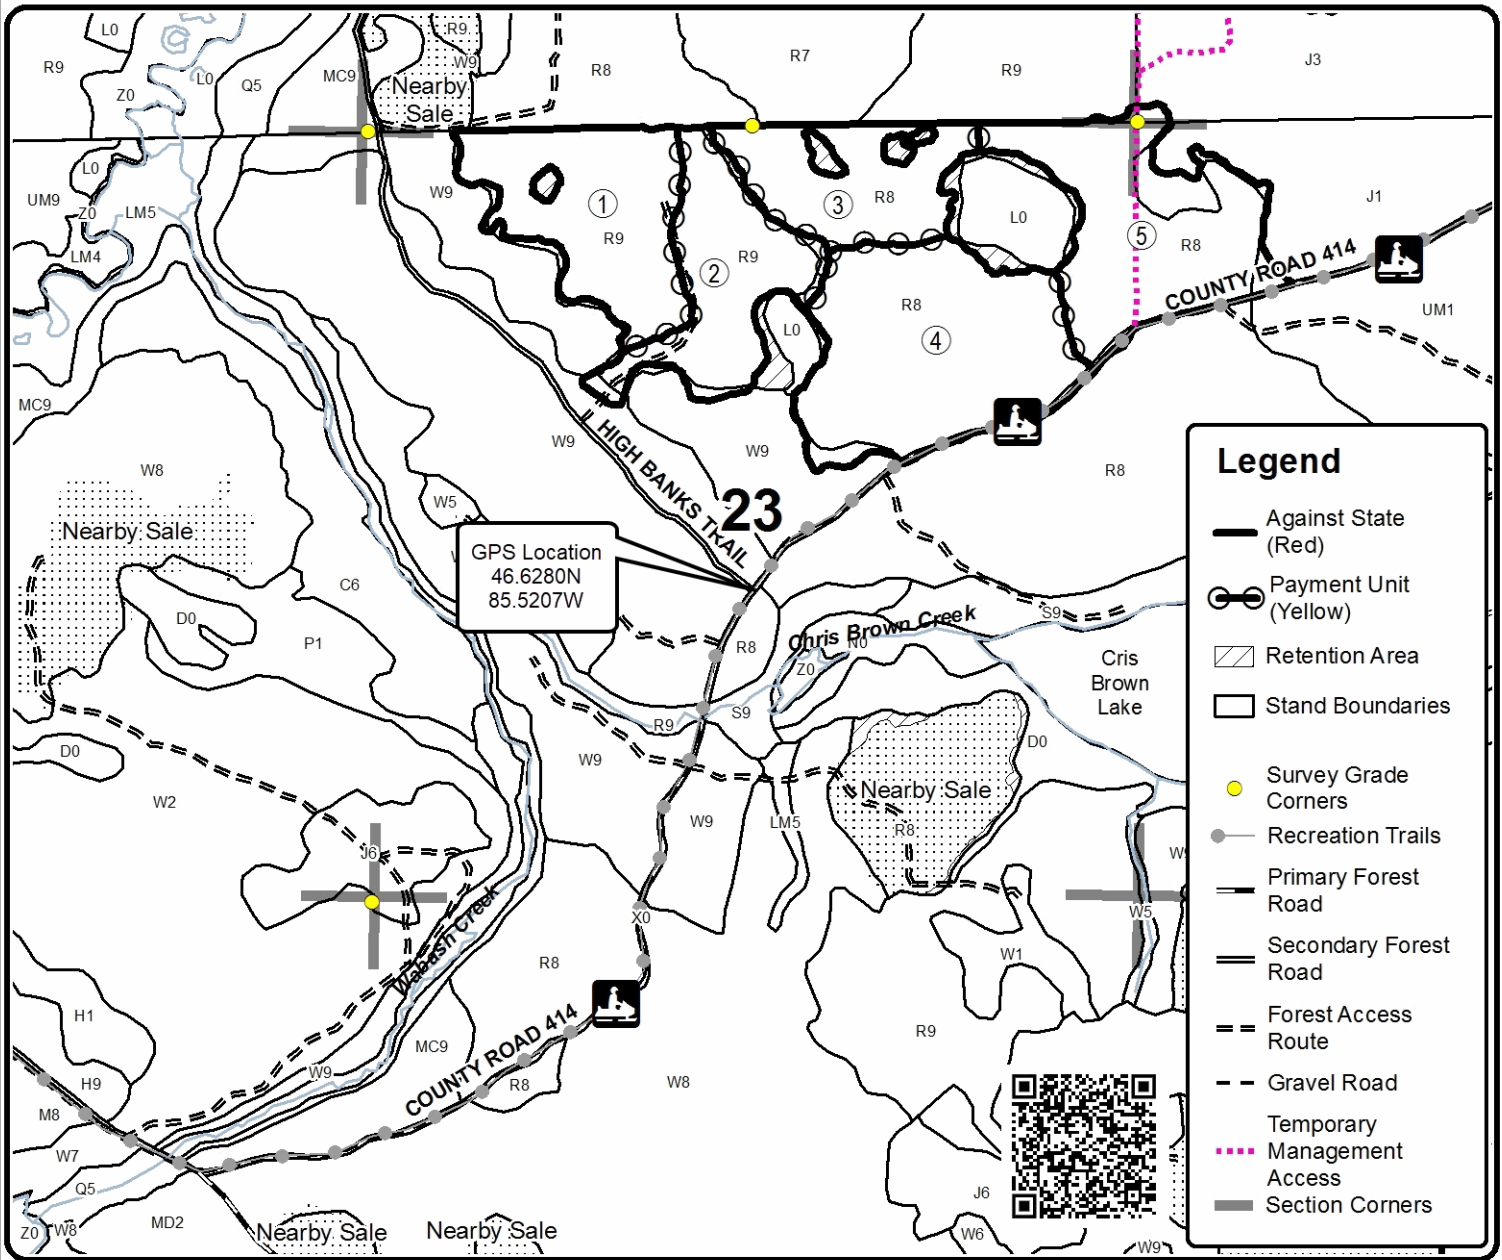 L0
R9
R9
L0
Z0
Q5
MC9
W9
Nearby
Sale
R8
R7
R9
J3
L0
UM9
Z0
LM5
LM4
W9
1
R9
2
R9
3
R8
L0
5
R8
J1
COUNTY ROAD 414
UM1
R8
4
L0
MC9
W9
W9
HIGH BANKS TRAIL
23
R8
W8
Nearby Sale
W5
GPS Location
46.6280N
85.5207W
C6
D0
P1
R8
Chris Brown Creek
N0
Z0
S9
Cris
Brown
Lake
S9
R9
D0
D0
W2
W9
W9
LM5
Nearby Sale
R8
J6
Wabash Creek
X0
W5
W1
R8
R9
H1
H9
M8
W7
Q5
Z0
W8
MD2
W9
MC9
COUNTY ROAD 414
R8
W8
J6
W6
W9
Nearby Sale
Nearby Sale
Legend
Against State
(Red)
Payment Unit
(Yellow)
Retention Area
Stand Boundaries
Survey Grade
Corners
Recreation Trails
Primary Forest
Road
Secondary Forest
Road
Forest Access
Route
Gravel Road
Temporary
Management
Access
Section Corners